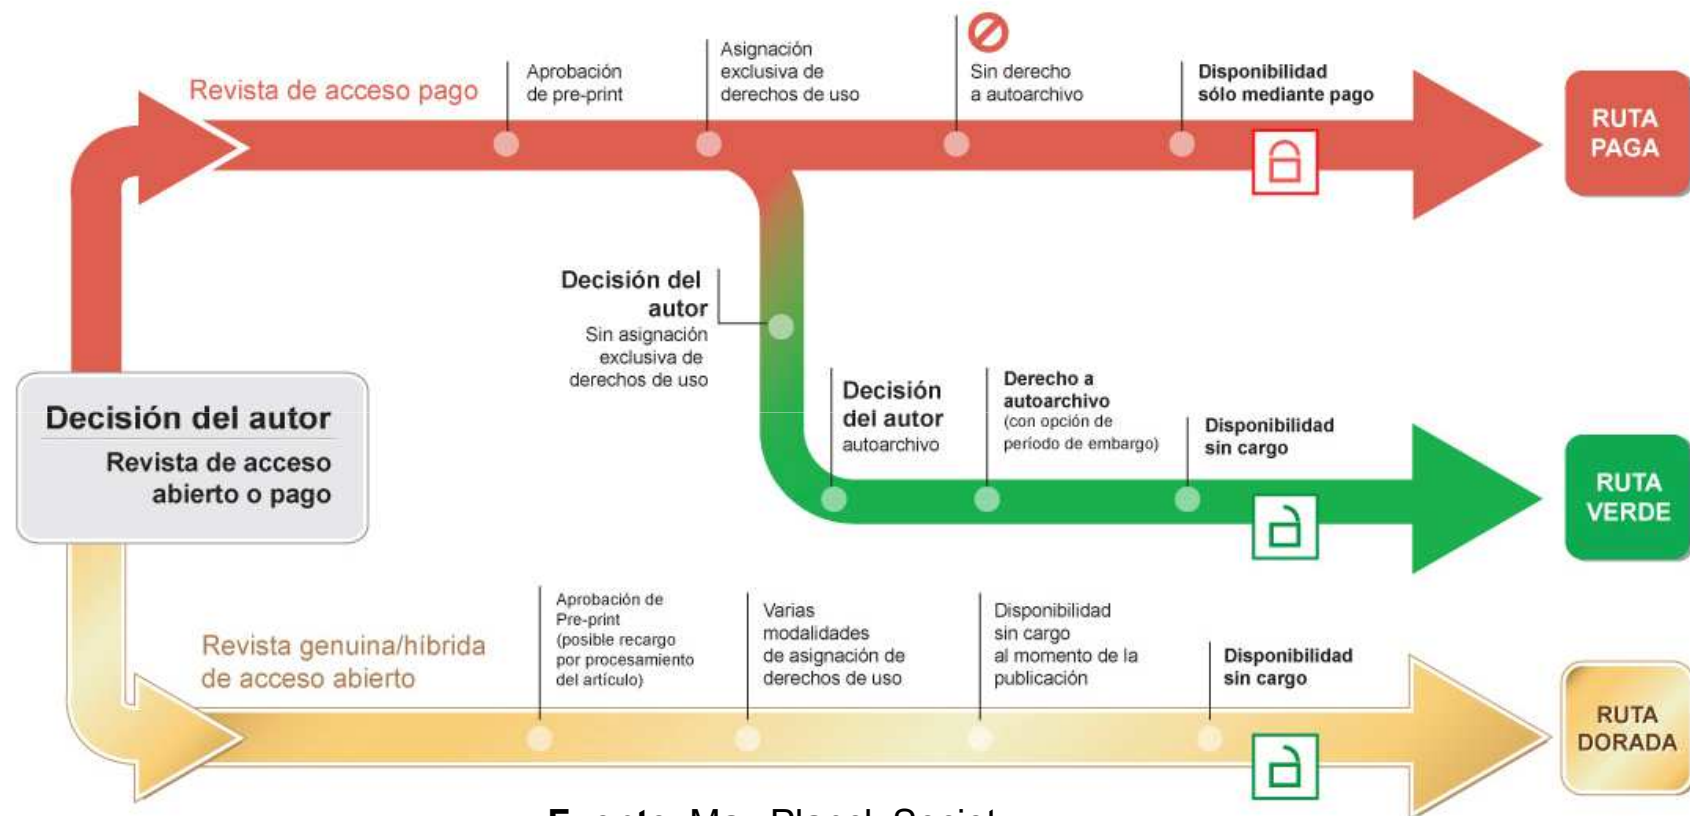 Revista de acceso pago
Aprobación
de pre-print
Asignación
exclusiva de
derechos de uso
Sin derecho
a autoarchivo
Disponibilidad
sólo mediante pago
RUTA
PAGA
Decisión del
autor
Sin asignación
exclusiva de
derechos de uso
Decisión
del autor
autoarchivo
Derecho a
autoarchivo
(con opción de
período de embargo)
Disponibilidad
sin cargo
RUTA
VERDE
Decisión del autor
Revista de acceso
abierto o pago
Revista genuina/híbrida
de acceso abierto
Aprobación de
Pre-print
(posible recargo
por procesamiento
del artículo)
Varias
modalidades
de asignación de
derechos de uso
Disponibilidad
sin cargo
al momento de la
publicación
Disponibilidad
sin cargo
RUTA
DORADA